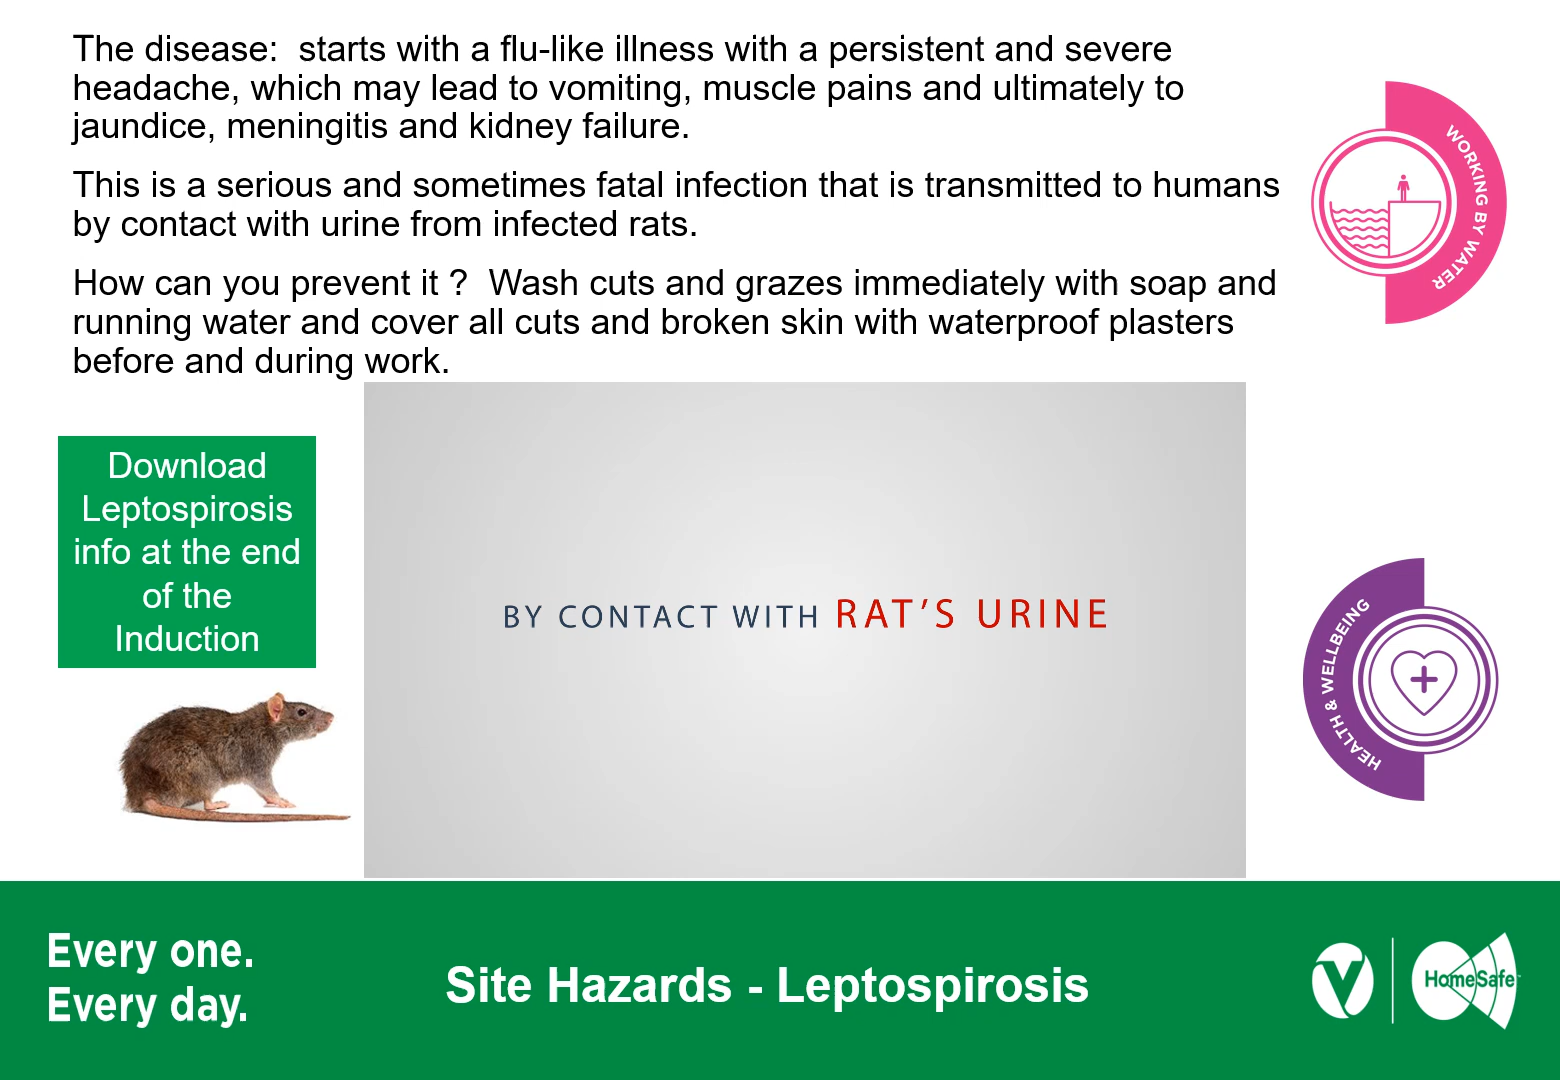 The disease:  starts with a flu-like illness with a persistent and severe
headache, which may lead to vomiting, muscle pains and ultimately to
jaundice, meningitis and kidney failure.
This is a serious and sometimes fatal infection that is transmitted to humans
by contact with urine from infected rats.
How can you prevent it ?  Wash cuts and grazes immediately with soap and
running water and cover all cuts and broken skin with waterproof plasters
before and during work.
WORKING BY WATER
Download
Leptospirosis
info at the end
of the
Induction
BY CONTACT WITH RAT'S URINE
HEALTH & WELLBEING
Every one.
Every day.
Site Hazards - Leptospirosis
V
HomeSafe